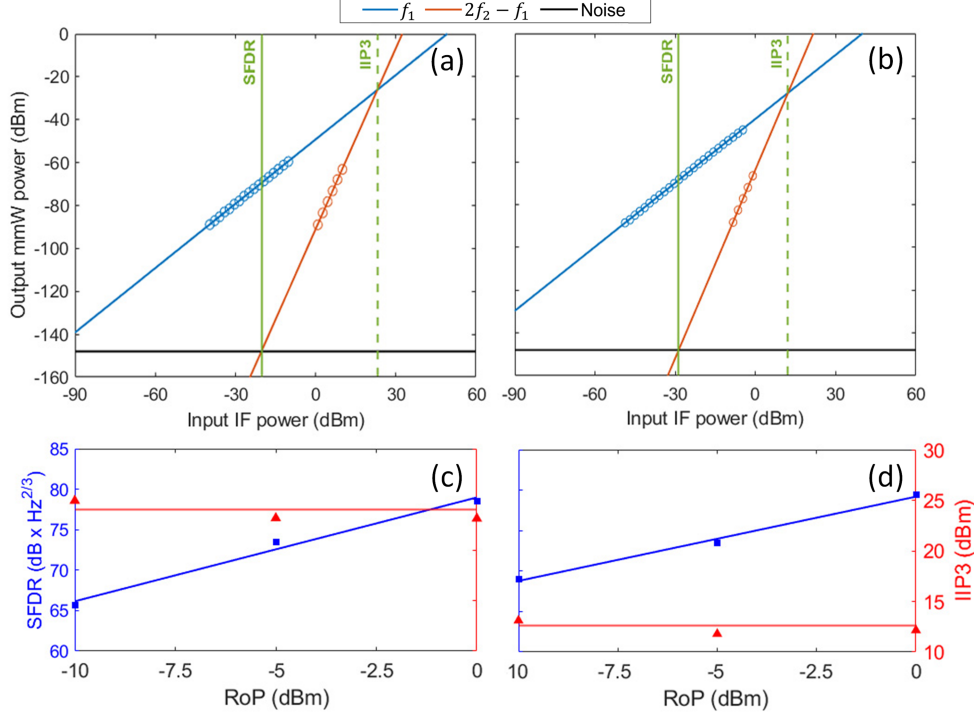 f₁ 2f₂ − f₁ Noise
(a)
SFDR
IIP3
Output mmW power (dBm)
0
-20
-40
-60
-80
-100
-120
-140
-160
-90 -60 -30 0 30 60
Input IF power (dBm)
(b)
SFDR
IIP3
-90 -60 -30 0 30 60
Input IF power (dBm)
(c)
SFDR (dB x Hz^2/3)
85
80
75
70
65
60
-10 -7.5 -5 -2.5 0
RoP (dBm)
(d)
30
25
20
15
10
IIP3 (dBm)
10 -7.5 -5 -2.5 0
RoP (dBm)